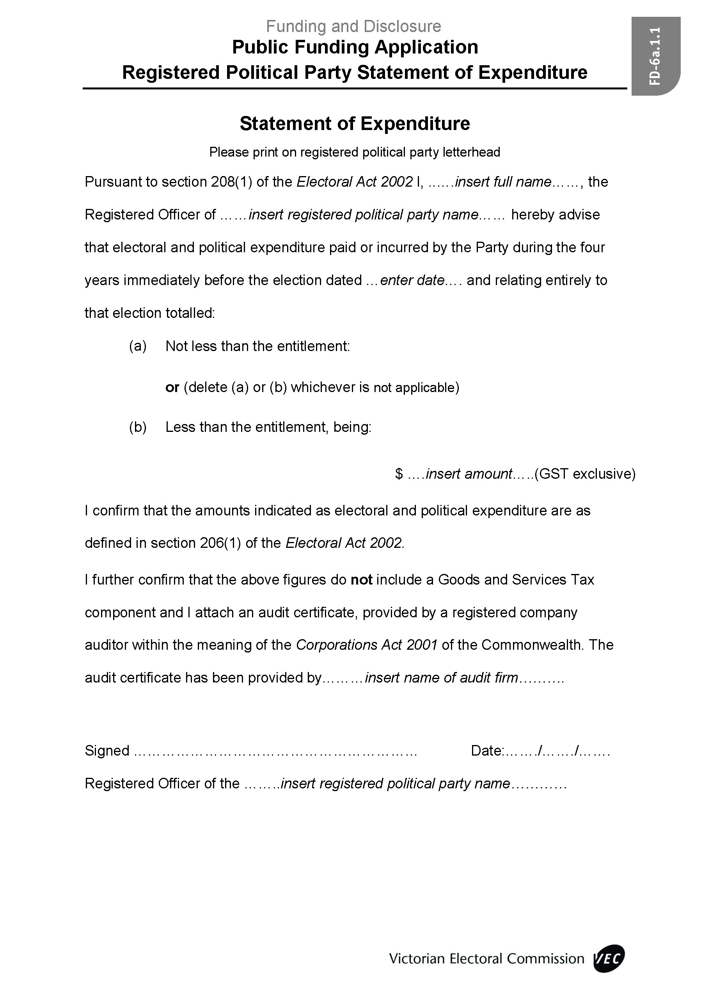 Funding and Disclosure
Public Funding Application
Registered Political Party Statement of Expenditure
FD-6a.1.1
Statement of Expenditure
Please print on registered political party letterhead
Pursuant to section 208(1) of the Electoral Act 2002 I, ......insert full name……, the
Registered Officer of ……insert registered political party name…… hereby advise
that electoral and political expenditure paid or incurred by the Party during the four
years immediately before the election dated …enter date…. and relating entirely to
that election totalled:
(a) Not less than the entitlement:
or (delete (a) or (b) whichever is not applicable)
(b) Less than the entitlement, being:
$ ….insert amount…..(GST exclusive)
I confirm that the amounts indicated as electoral and political expenditure are as
defined in section 206(1) of the Electoral Act 2002.
I further confirm that the above figures do not include a Goods and Services Tax
component and I attach an audit certificate, provided by a registered company
auditor within the meaning of the Corporations Act 2001 of the Commonwealth. The
audit certificate has been provided by………insert name of audit firm……….
Signed …………………………………………………… Date:……./……./…….
Registered Officer of the ……..insert registered political party name…………
Victorian Electoral Commission VEC